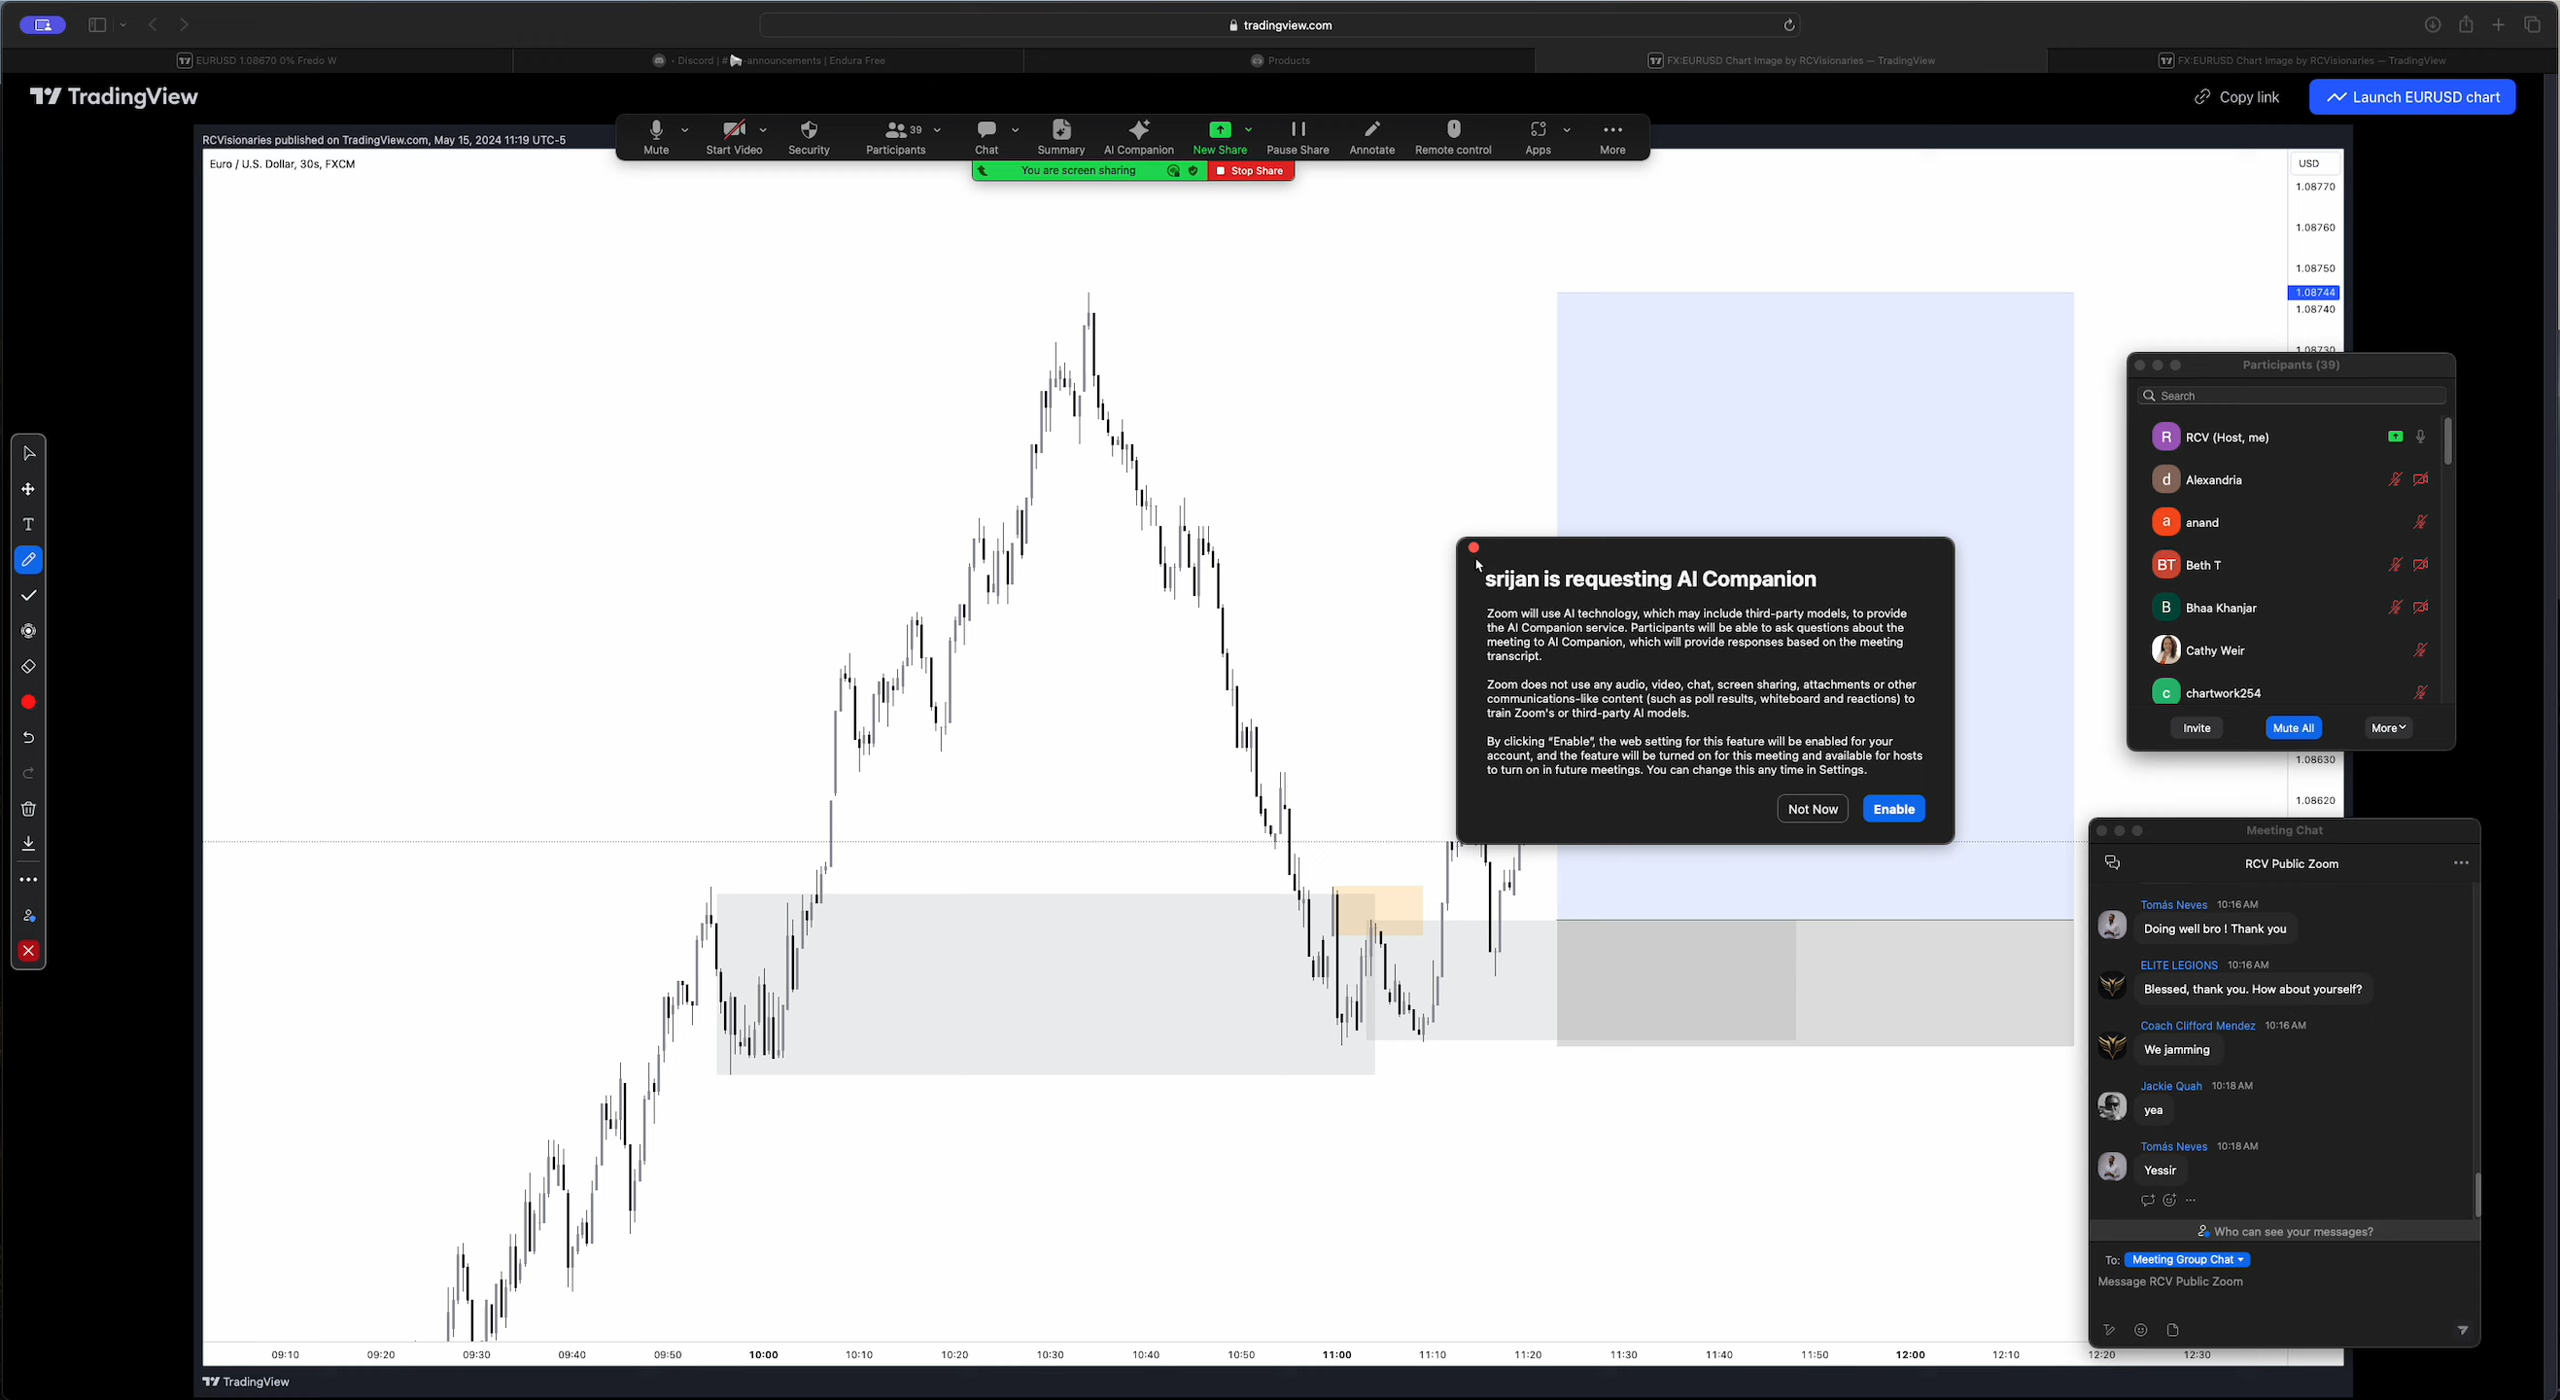 tradingview.com
EURUSD 1.08670 0% Fredo W
Products
FX:EURUSD Chart Image by RCVisionaries — TradingView
FX:EURUSD Chart Image by RCVisionaries — TradingView
TradingView
Copy link
Launch EURUSD chart
RCVisionaries published on TradingView.com, May 15, 2024 11:19 UTC-5
Mute
Start Video
Security
39
Participants
Chat
Summary
AI Companion
New Share
Pause Share
Annotate
Remote control
Apps
More
You are screen sharing
Stop Share
Euro / U.S. Dollar, 30s, FXCM
USD
1.08770
1.08760
1.08750
1.08744
1.08740
1.08730
Participants (39)
Search
R RCV (Host, me)
d Alexandria
a anand
BT Beth T
B Bhaa Khanjar
Cathy Weir
c chartwork254
Invite
Mute All
More
srijan is requesting AI Companion
Zoom will use AI technology, which may include third-party models, to provide
the AI Companion service. Participants will be able to ask questions about the
meeting to AI Companion, which will provide responses based on the meeting
transcript.
Zoom does not use any audio, video, chat, screen sharing, attachments or other
communications-like content (such as poll results, whiteboard and reactions) to
train Zoom's or third-party AI models.
By clicking "Enable", the web setting for this feature will be enabled for your
account, and the feature will be turned on for this meeting and available for hosts
to turn on in future meetings. You can change this any time in Settings.
Not Now
Enable
1.08630
1.08620
Meeting Chat
RCV Public Zoom
Tomás Neves 10:16 AM
Doing well bro ! Thank you
ELITE LEGIONS 10:16 AM
Blessed, thank you. How about yourself?
Coach Clifford Mendez 10:16 AM
We jamming
Jackie Quah 10:18 AM
yea
Tomás Neves 10:18 AM
Yessir
Who can see your messages?
To: Meeting Group Chat
Message RCV Public Zoom
09:10
09:20
09:30
09:40
09:50
10:00
10:10
10:20
10:30
10:40
10:50
11:00
11:10
11:20
11:30
11:40
11:50
12:00
12:10
12:20
12:30
TradingView